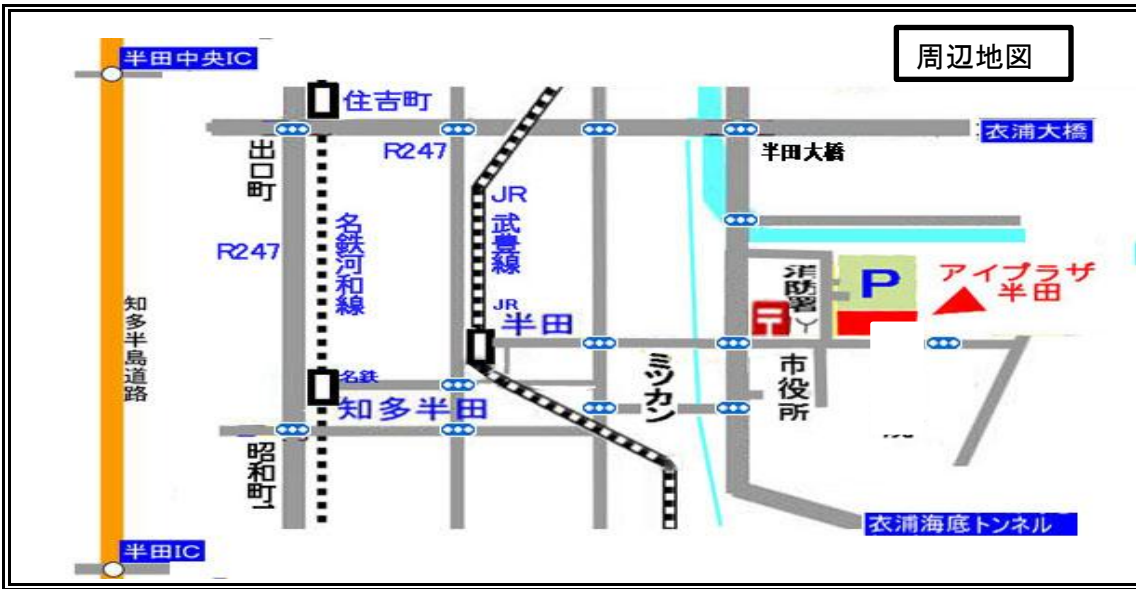 周辺地図
半田中央IC
住吉町
衣浦大橋
半田大橋
出口町
R247
JR
武豊線
R247
名鉄河和線
消防署
P
アイプラザ
半田
知多半島道路
JR
半田
〒
名鉄
知多半田
ミツカン
市役所
昭和町1
衣浦海底トンネル
半田IC